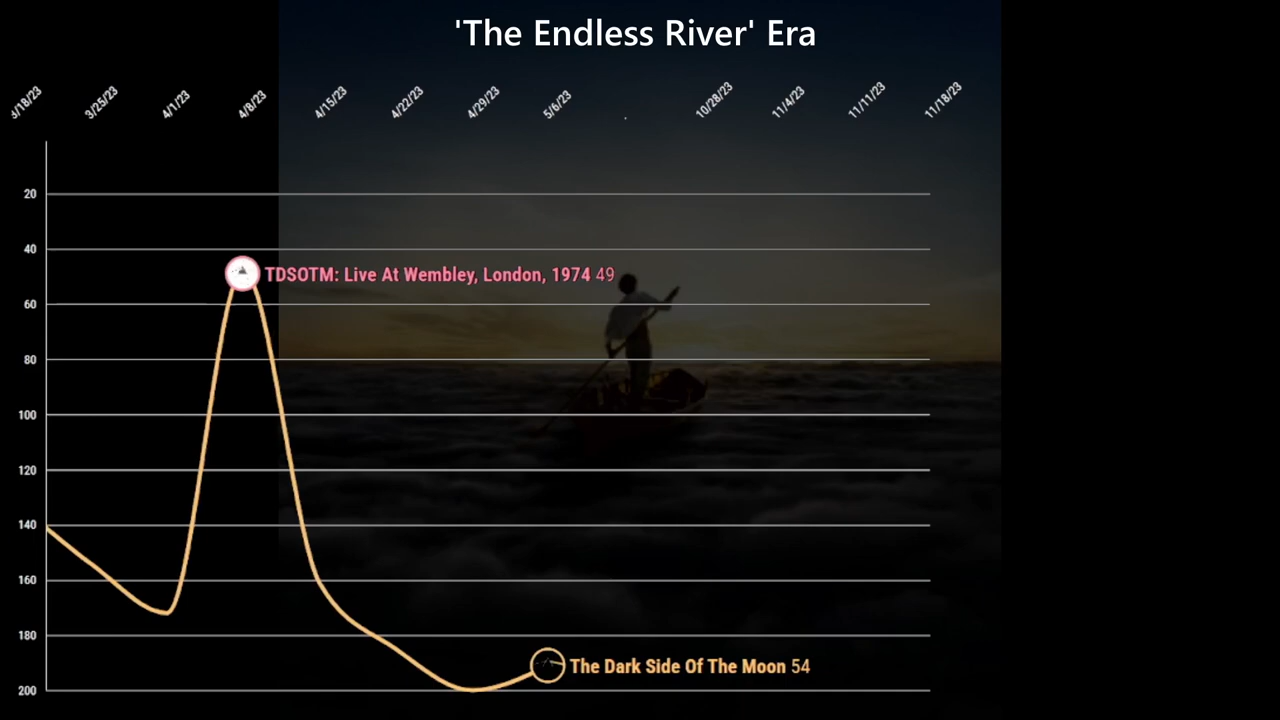 'The Endless River' Era
3/18/23 3/25/23 4/1/23 4/8/23 4/15/23 4/22/23 4/29/23 5/6/23 . 10/28/23 11/4/23 11/11/23 11/18/23
20
40
TDSOTM: Live At Wembley, London, 1974 49
60
80
100
120
140
160
180
The Dark Side Of The Moon 54
200